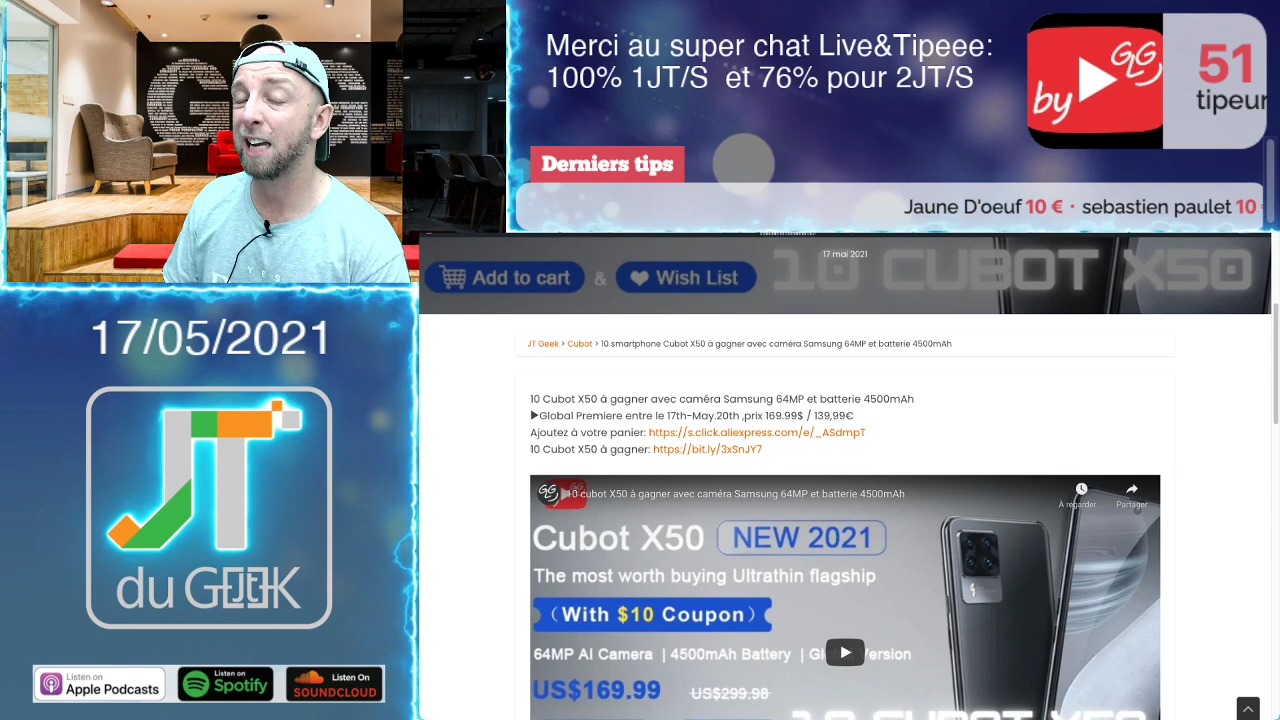 YES
Merci au super chat Live&Tipeee:
100% 1JT/S et 76% pour 2JT/S
by GLG
51
tipeur
Derniers tips
Jaune D'oeuf 10 € · sebastien paulet 10
17/05/2021
JT
du GEEK
JT
Listen on
Apple Podcasts
Listen on
Spotify
Listen On
SOUNDCLOUD
17 mai 2021
Add to cart & Wish List
10 CUBOT X50
JT Geek > Cubot > 10 smartphone Cubot X50 à gagner avec caméra Samsung 64MP et batterie 4500mAh
10 Cubot X50 à gagner avec caméra Samsung 64MP et batterie 4500mAh
▶Global Premiere entre le 17th-May.20th ,prix 169.99$ / 139,99€
Ajoutez à votre panier: https://s.click.aliexpress.com/e/_ASdmpT
10 Cubot X50 à gagner: https://bit.ly/3xSnJY7
10 cubot X50 à gagner avec caméra Samsung 64MP et batterie 4500mAh
À regarder ...
Partager
Cubot X50 NEW 2021
The most worth buying Ultrathin flagship
(With $10 Coupon)
64MP AI Camera | 4500mAh Battery | Global Version
US$169.99 US$299.98
10 CUBOT X50